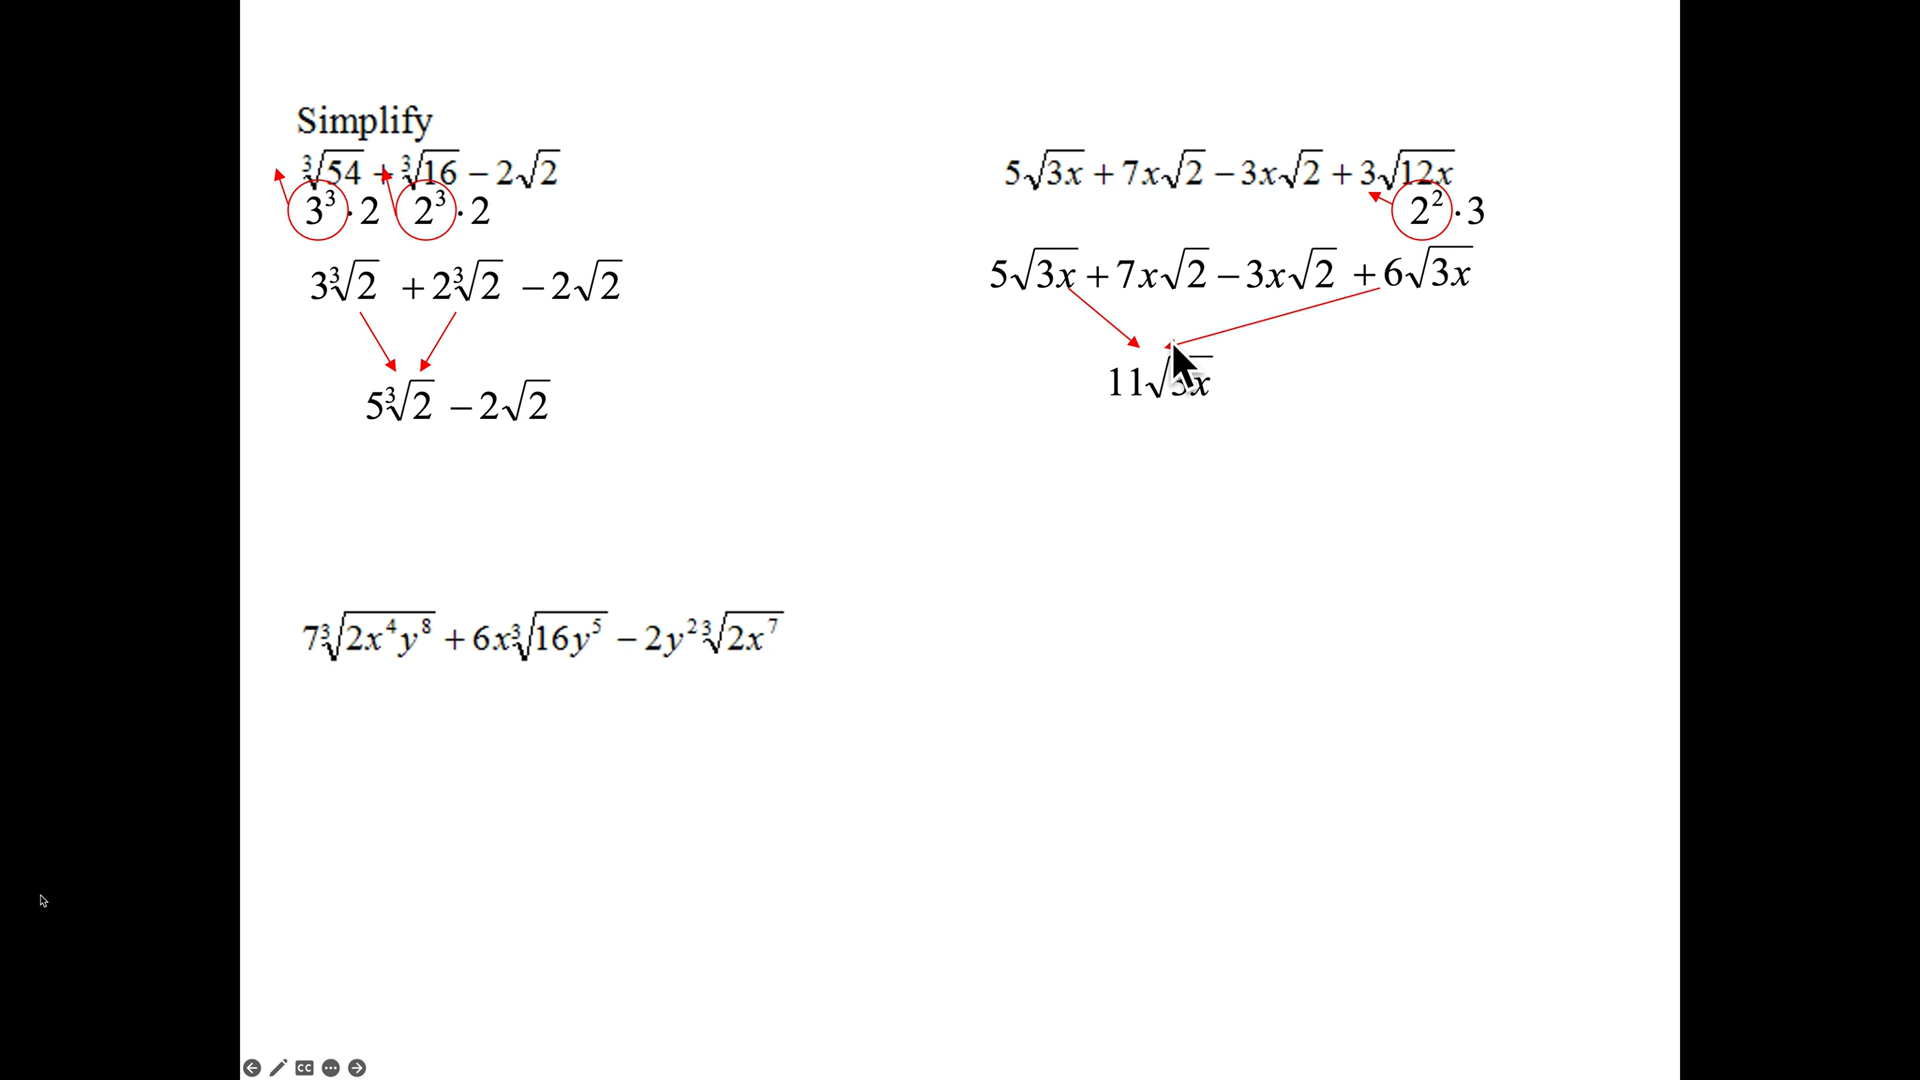 Simplify
∛54 + ∛16 − 2√2
3³ · 2 2³ · 2
3∛2 + 2∛2 − 2√2
5∛2 − 2√2
5√3x + 7x√2 − 3x√2 + 3√12x
2² · 3
5√3x + 7x√2 − 3x√2 + 6√3x
11√3x
7∛2x⁴y⁸ + 6x∛16y⁵ − 2y²∛2x⁷
CC